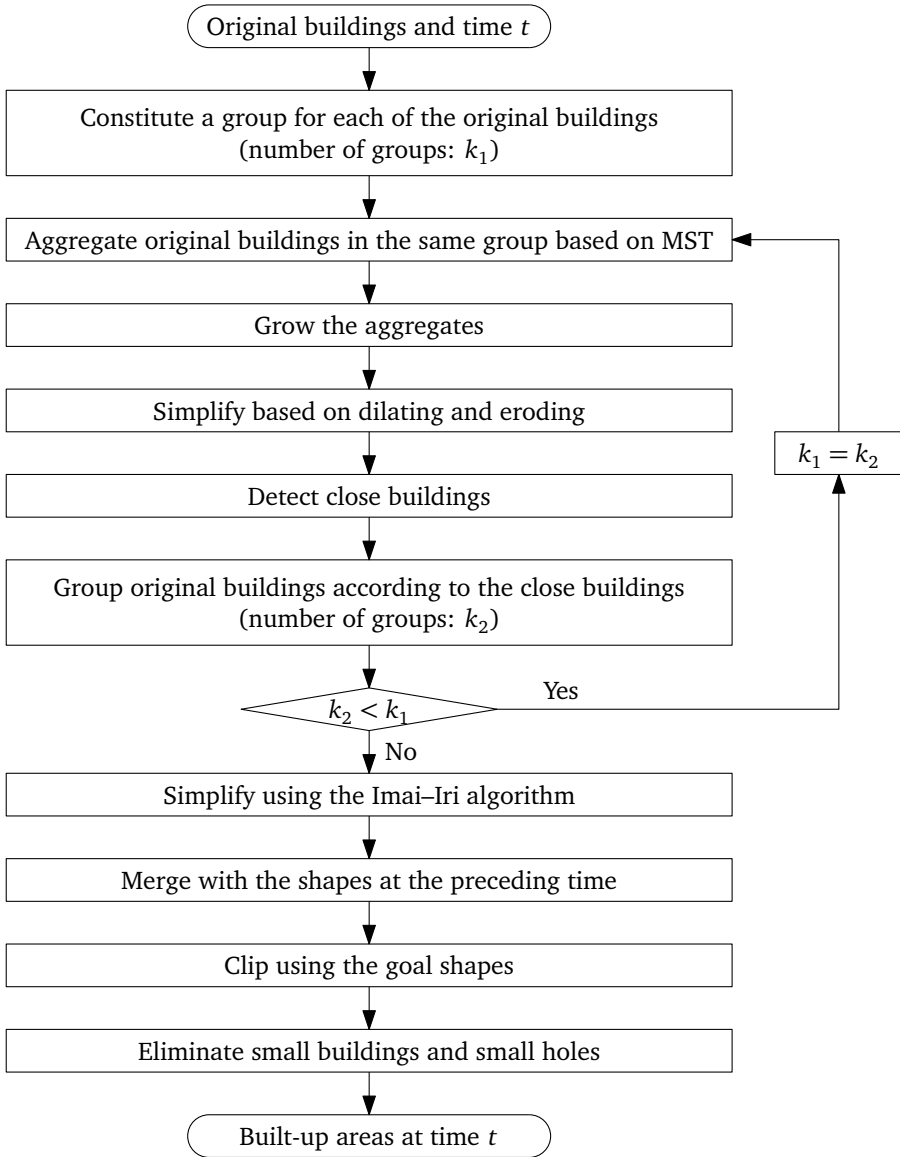 Original buildings and time t
Constitute a group for each of the original buildings
(number of groups: k₁)
Aggregate original buildings in the same group based on MST
Grow the aggregates
Simplify based on dilating and eroding
k₁ = k₂
Detect close buildings
Group original buildings according to the close buildings
(number of groups: k₂)
Yes
k₂ < k₁
No
Simplify using the Imai–Iri algorithm
Merge with the shapes at the preceding time
Clip using the goal shapes
Eliminate small buildings and small holes
Built-up areas at time t